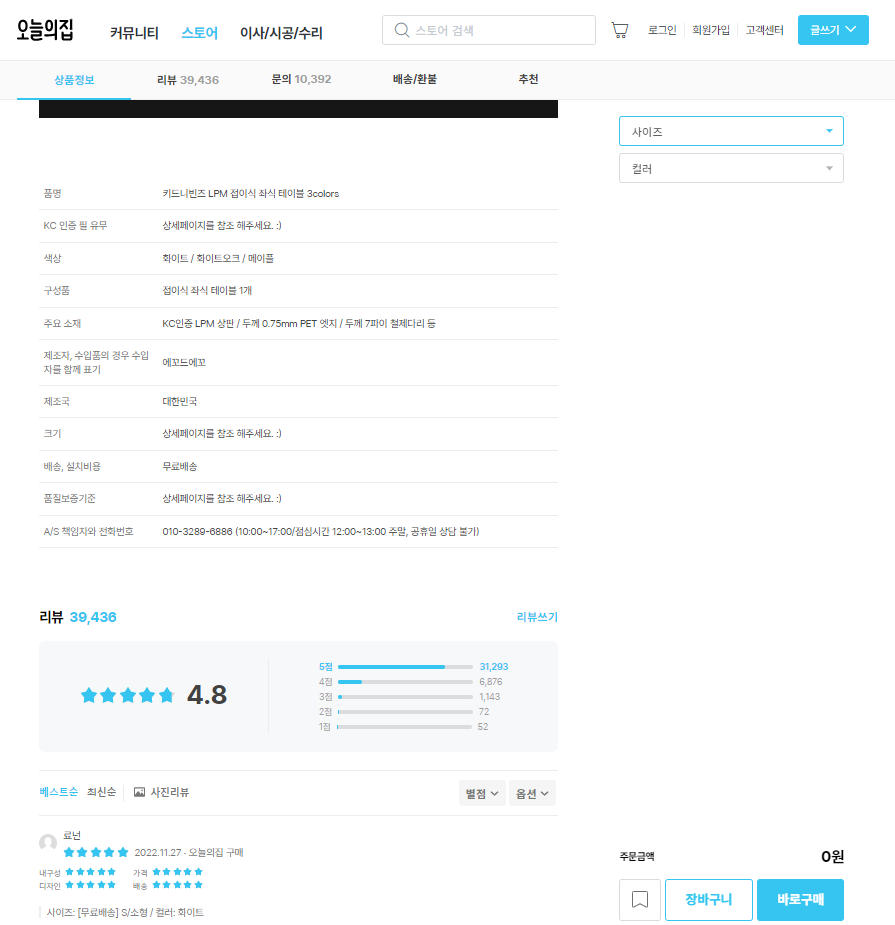 오늘의집 커뮤니티 스토어 이사/시공/수리 스토어 검색 로그인 회원가입 고객센터 글쓰기
상품정보 리뷰 39,436 문의 10,392 배송/환불 추천
사이즈
컬러
품명 키드니빈즈 LPM 접이식 좌식 테이블 3colors
KC 인증 필 유무 상세페이지를 참조 해주세요. :)
색상 화이트 / 화이트오크 / 메이플
구성품 접이식 좌식 테이블 1개
주요 소재 KC인증 LPM 상판 / 두께 0.75mm PET 엣지 / 두께 7파이 철제다리 등
제조자, 수입품의 경우 수입
자를 함께 표기 에꼬드에꼬
제조국 대한민국
크기 상세페이지를 참조 해주세요. :)
배송, 설치비용 무료배송
품질보증기준 상세페이지를 참조 해주세요. :)
A/S 책임자와 전화번호 010-3289-6886 (10:00~17:00/점심시간 12:00~13:00 주말, 공휴일 상담 불가)
리뷰 39,436 리뷰쓰기
4.8
5점 31,293
4점 6,876
3점 1,143
2점 72
1점 52
베스트순 최신순 사진리뷰 별점 옵션
료넌
2022.11.27 · 오늘의집 구매
내구성 가격
디자인 배송
사이즈: [무료배송] S/소형 / 컬러: 화이트
주문금액 0원
장바구니 바로구매